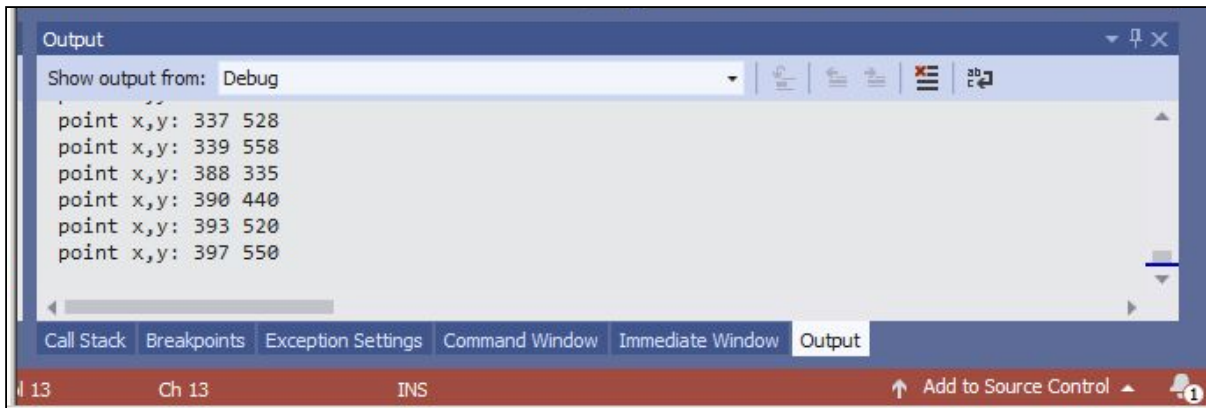 Output
Show output from: Debug
point x,y: 337 528
point x,y: 339 558
point x,y: 388 335
point x,y: 390 440
point x,y: 393 520
point x,y: 397 550
Call Stack Breakpoints Exception Settings Command Window Immediate Window Output
13 Ch 13 INS Add to Source Control 1